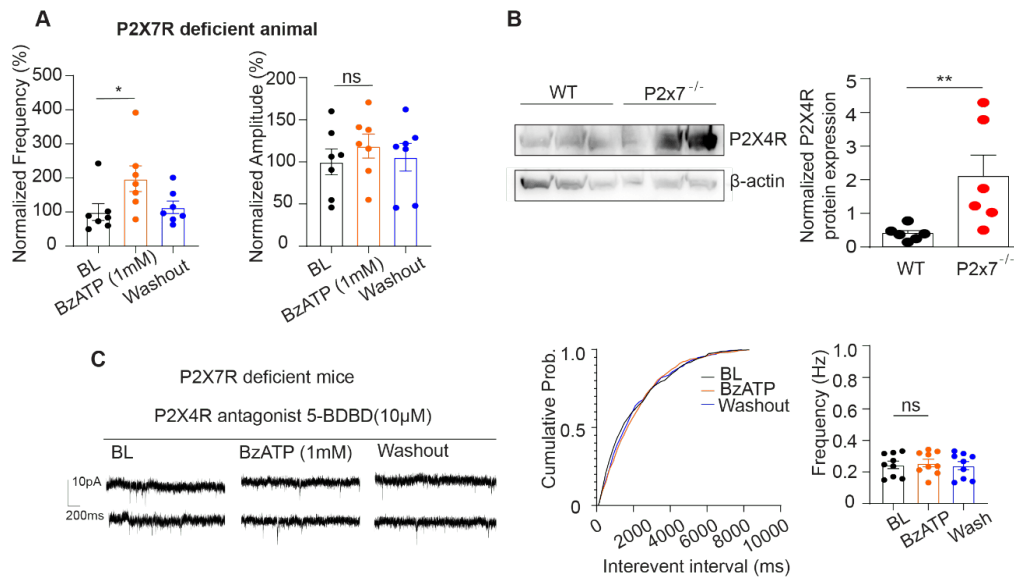 A
P2X7R deficient animal
Normalized Frequency (%)
500
400
300
200
100
0
*
BL
BzATP (1mM)
Washout
Normalized Amplitude (%)
200
150
100
50
0
ns
BL
BzATP (1mM)
Washout
B
WT
P2x7 -/-
P2X4R
β-actin
Normalized P2X4R
protein expression
5
4
3
2
1
0
**
WT
P2x7 -/-
C
P2X7R deficient mice
P2X4R antagonist 5-BDBD(10μM)
BL
BzATP (1mM)
Washout
10pA
200ms
Cumulative Prob.
1.0
0.5
0.0
BL
BzATP
Washout
0
2000
4000
6000
8000
10000
Interevent interval (ms)
Frequency (Hz)
1.0
0.8
0.6
0.4
0.2
0
ns
BL
BzATP
Wash